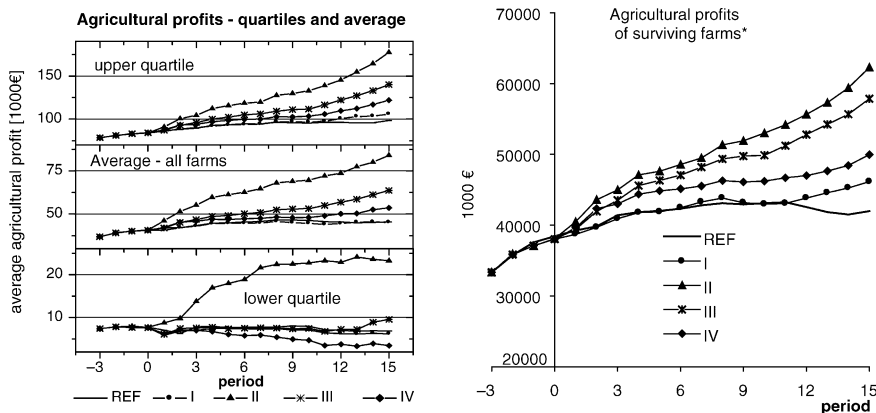 Agricultural profits - quartiles and average
average agricultural profit [1000€]
upper quartile
150
100
Average - all farms
75
50
lower quartile
20
10
−3 0 3 6 9 12 15
period
REF I II III IV
Agricultural profits
of surviving farms*
1000 €
70000
60000
50000
40000
30000
20000
REF
I
II
III
IV
−3 0 3 6 9 12 15
period